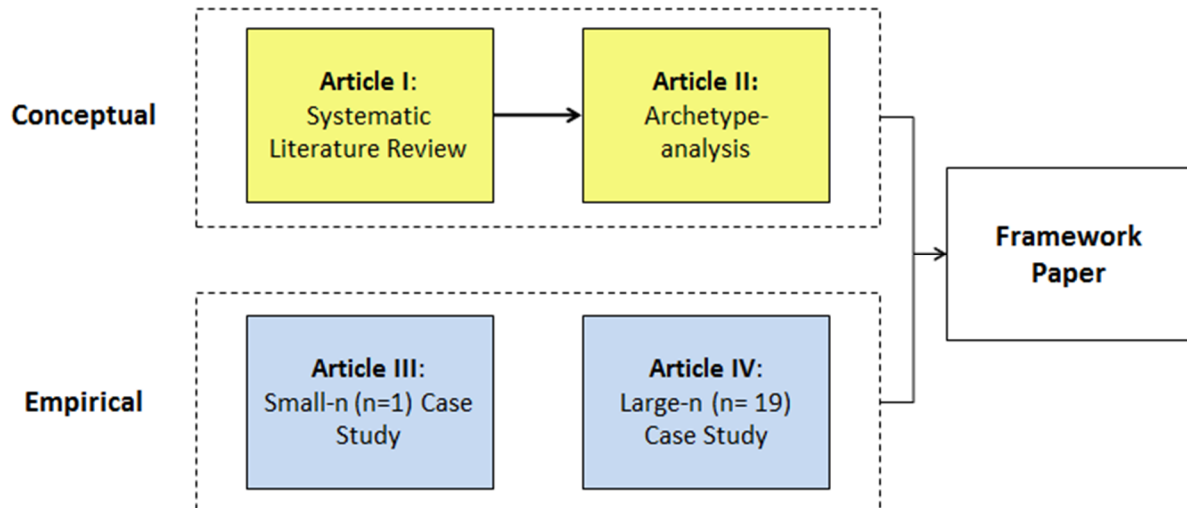 Conceptual
Article I:
Systematic
Literature Review
Article II:
Archetype-
analysis
Framework
Paper
Empirical
Article III:
Small-n (n=1) Case
Study
Article IV:
Large-n (n= 19)
Case Study